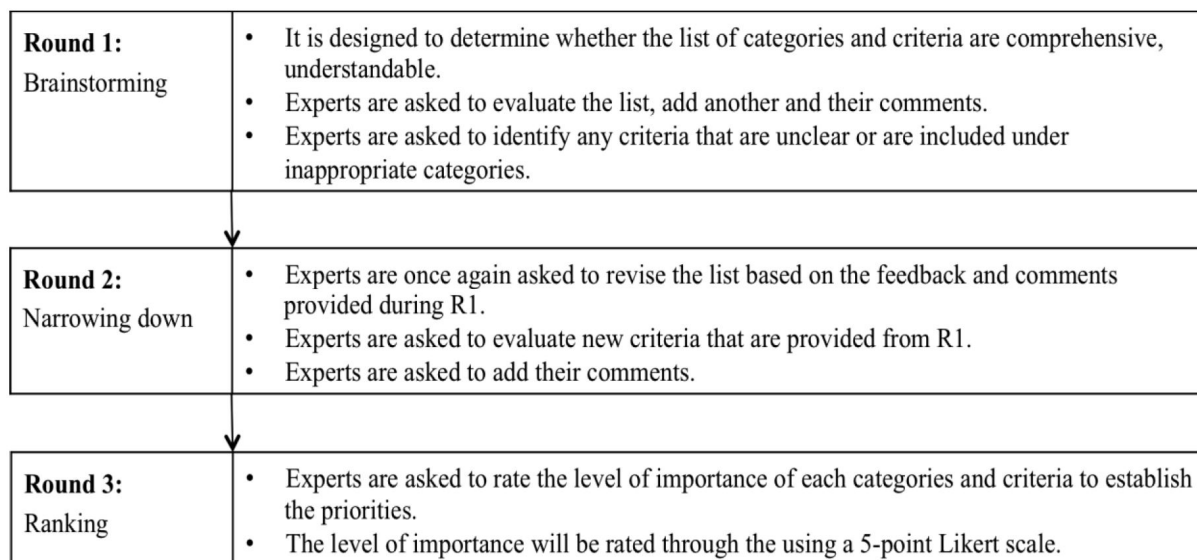 Round 1:
Brainstorming
• It is designed to determine whether the list of categories and criteria are comprehensive,
understandable.
• Experts are asked to evaluate the list, add another and their comments.
• Experts are asked to identify any criteria that are unclear or are included under
inappropriate categories.
Round 2:
Narrowing down
• Experts are once again asked to revise the list based on the feedback and comments
provided during R1.
• Experts are asked to evaluate new criteria that are provided from R1.
• Experts are asked to add their comments.
Round 3:
Ranking
• Experts are asked to rate the level of importance of each categories and criteria to establish
the priorities.
• The level of importance will be rated through the using a 5-point Likert scale.